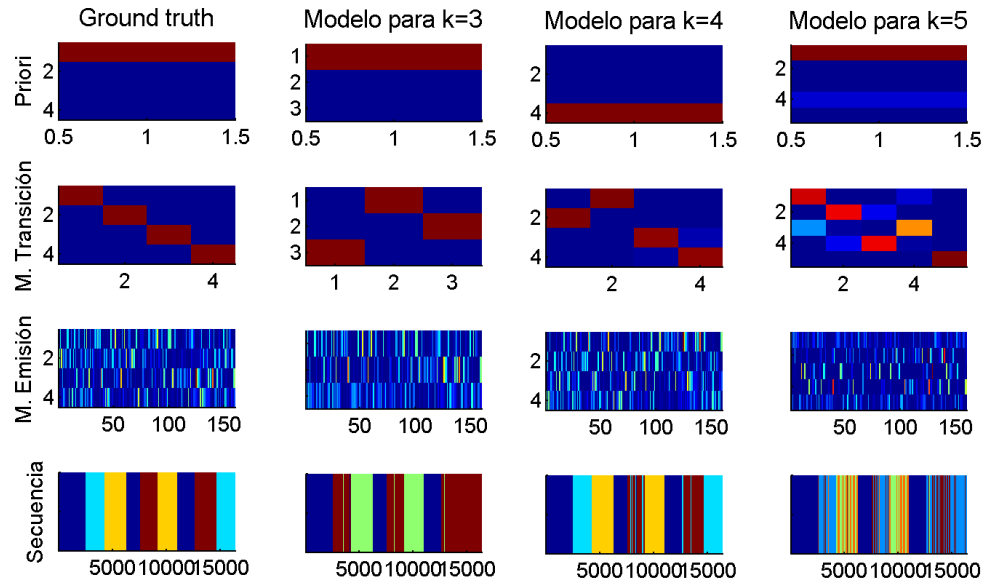 Ground truth
Modelo para k=3
Modelo para k=4
Modelo para k=5
Priori
2
4
0.5 1 1.5
1
2
3
0.5 1 1.5
2
4
0.5 1 1.5
2
4
0.5 1 1.5
M. Transición
2
4
2 4
1
2
3
1 2 3
2
4
2 4
2
4
2 4
M. Emisión
2
4
50 100 150
50 100 150
2
4
50 100 150
50 100 150
Secuencia
5000 10000 15000
5000 10000 15000
5000 10000 15000
5000 10000 15000